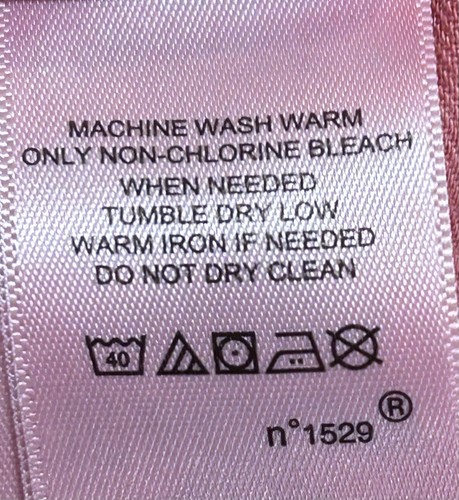 MACHINE WASH WARM
ONLY NON-CHLORINE BLEACH
WHEN NEEDED
TUMBLE DRY LOW
WARM IRON IF NEEDED
DO NOT DRY CLEAN
40
®
n°1529